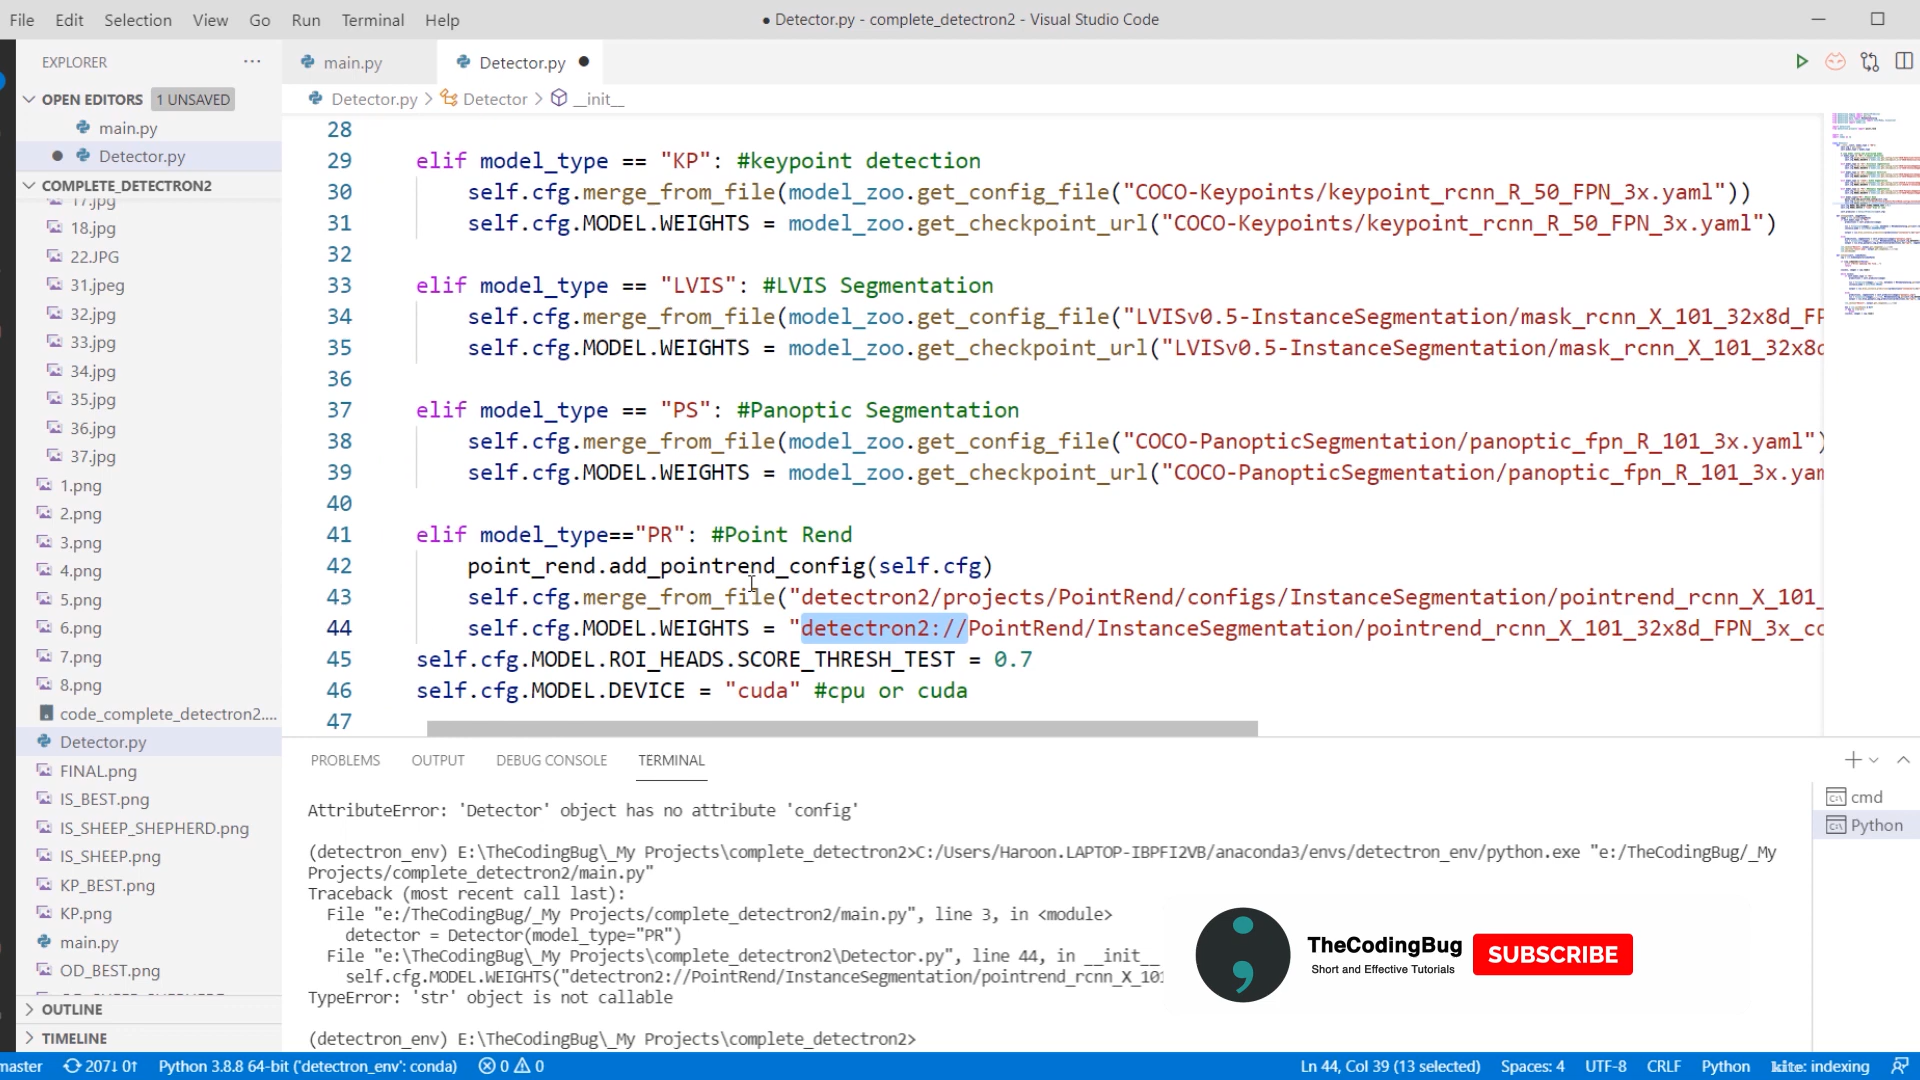 File Edit Selection View Go Run Terminal Help
● Detector.py - complete_detectron2 - Visual Studio Code
EXPLORER
main.py
Detector.py
OPEN EDITORS 1 UNSAVED
main.py
Detector.py
COMPLETE_DETECTRON2
17.jpg
18.jpg
22.JPG
31.jpeg
32.jpg
33.jpg
34.jpg
35.jpg
36.jpg
37.jpg
1.png
2.png
3.png
4.png
5.png
6.png
7.png
8.png
code_complete_detectron2....
Detector.py
FINAL.png
IS_BEST.png
IS_SHEEP_SHEPHERD.png
IS_SHEEP.png
KP_BEST.png
KP.png
main.py
OD_BEST.png
OUTLINE
TIMELINE
Detector.py > Detector > __init__
28
29 elif model_type == "KP": #keypoint detection
30 self.cfg.merge_from_file(model_zoo.get_config_file("COCO-Keypoints/keypoint_rcnn_R_50_FPN_3x.yaml"))
31 self.cfg.MODEL.WEIGHTS = model_zoo.get_checkpoint_url("COCO-Keypoints/keypoint_rcnn_R_50_FPN_3x.yaml")
32
33 elif model_type == "LVIS": #LVIS Segmentation
34 self.cfg.merge_from_file(model_zoo.get_config_file("LVISv0.5-InstanceSegmentation/mask_rcnn_X_101_32x8d_FP
35 self.cfg.MODEL.WEIGHTS = model_zoo.get_checkpoint_url("LVISv0.5-InstanceSegmentation/mask_rcnn_X_101_32x8d
36
37 elif model_type == "PS": #Panoptic Segmentation
38 self.cfg.merge_from_file(model_zoo.get_config_file("COCO-PanopticSegmentation/panoptic_fpn_R_101_3x.yaml")
39 self.cfg.MODEL.WEIGHTS = model_zoo.get_checkpoint_url("COCO-PanopticSegmentation/panoptic_fpn_R_101_3x.yam
40
41 elif model_type=="PR": #Point Rend
42 point_rend.add_pointrend_config(self.cfg)
43 self.cfg.merge_from_file("detectron2/projects/PointRend/configs/InstanceSegmentation/pointrend_rcnn_X_101_
44 self.cfg.MODEL.WEIGHTS = "detectron2://PointRend/InstanceSegmentation/pointrend_rcnn_X_101_32x8d_FPN_3x_co
45 self.cfg.MODEL.ROI_HEADS.SCORE_THRESH_TEST = 0.7
46 self.cfg.MODEL.DEVICE = "cuda" #cpu or cuda
47
PROBLEMS OUTPUT DEBUG CONSOLE TERMINAL
AttributeError: 'Detector' object has no attribute 'config'
(detectron_env) E:\TheCodingBug\_My Projects\complete_detectron2>C:/Users/Haroon.LAPTOP-IBPFI2VB/anaconda3/envs/detectron_env/python.exe "e:/TheCodingBug/_My
Projects/complete_detectron2/main.py"
Traceback (most recent call last):
File "e:/TheCodingBug/_My Projects/complete_detectron2/main.py", line 3, in <module>
detector = Detector(model_type="PR")
File "e:\TheCodingBug\_My Projects\complete_detectron2\Detector.py", line 44, in __init__
self.cfg.MODEL.WEIGHTS("detectron2://PointRend/InstanceSegmentation/pointrend_rcnn_X_101
TypeError: 'str' object is not callable
(detectron_env) E:\TheCodingBug\_My Projects\complete_detectron2>
cmd
Python
TheCodingBug
Short and Effective Tutorials
SUBSCRIBE
master 207↓ 0↑ Python 3.8.8 64-bit ('detectron_env': conda) 0 0 Ln 44, Col 39 (13 selected) Spaces: 4 UTF-8 CRLF Python kite: indexing